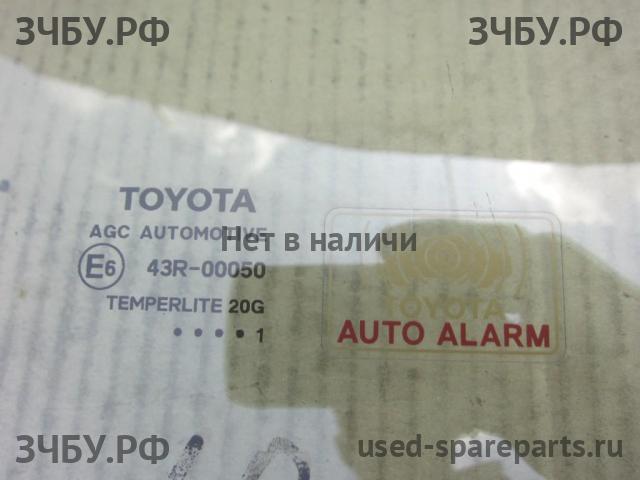 ЗЧБУ.РФ
ЗЧБУ.РФ
TOYOTA
AGC AUTOMOTIVE
Нет в наличи
E6 43R-00050
TEMPERLITE 20G
• • • • 1
TOYOTA
AUTO ALARM
ЗЧБУ.РФ
used-spareparts.ru